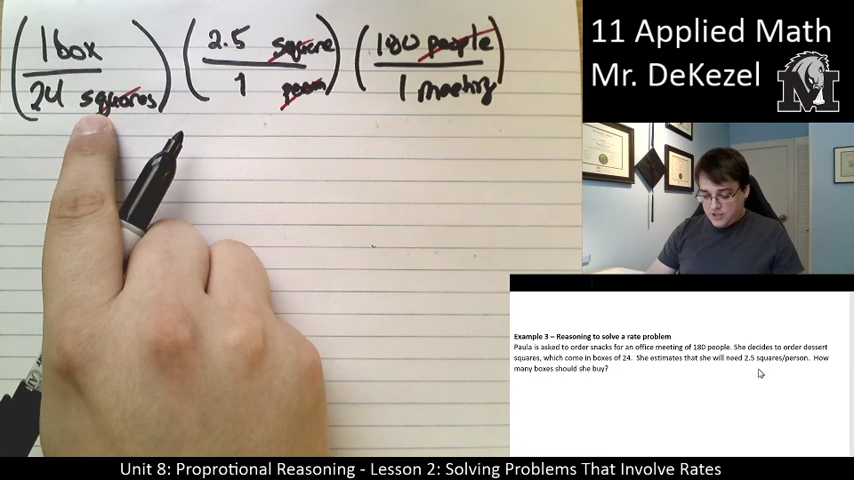 11 Applied Math
Mr. DeKezel
(1 box / 24 squares) (2.5 square / 1 person) (180 people / 1 meeting)
Example 3 – Reasoning to solve a rate problem
Paula is asked to order snacks for an office meeting of 180 people. She decides to order dessert
squares, which come in boxes of 24. She estimates that she will need 2.5 squares/person. How
many boxes should she buy?
Unit 8: Proprotional Reasoning - Lesson 2: Solving Problems That Involve Rates